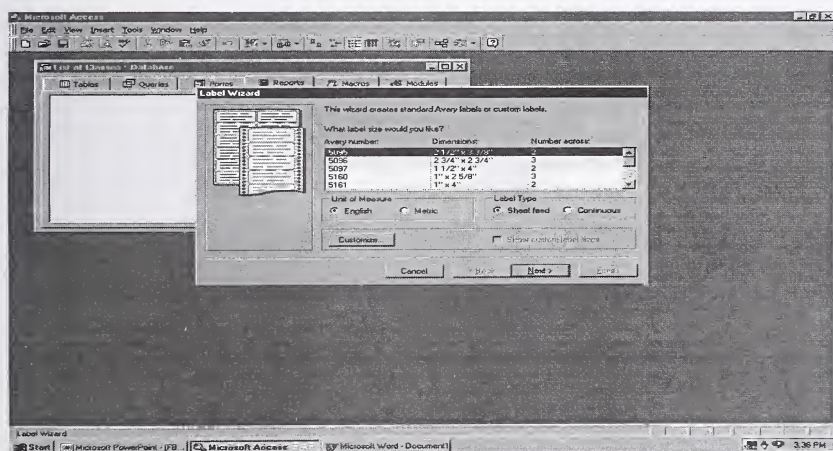 Microsoft Access
File Edit View Insert Tools Window Help
List of Classes : Database
Tables Queries Forms Reports Macros Modules
Label Wizard
This wizard creates standard Avery labels or custom labels.
What label size would you like?
Avery number: Dimensions: Number across:
5095 2 1/2" x 3 3/8" 2
5096 2 3/4" x 2 3/4" 3
5097 1 1/2" x 4" 2
5160 1" x 2 5/8" 3
5161 1" x 4" 2
Unit of Measure Label Type
English Metric Sheet feed Continuous
Customize... Show custom label sizes
Cancel < Back Next > Finish
Label Wizard
Start Microsoft PowerPoint - [FB... Microsoft Access Microsoft Word - Document1 3:36 PM